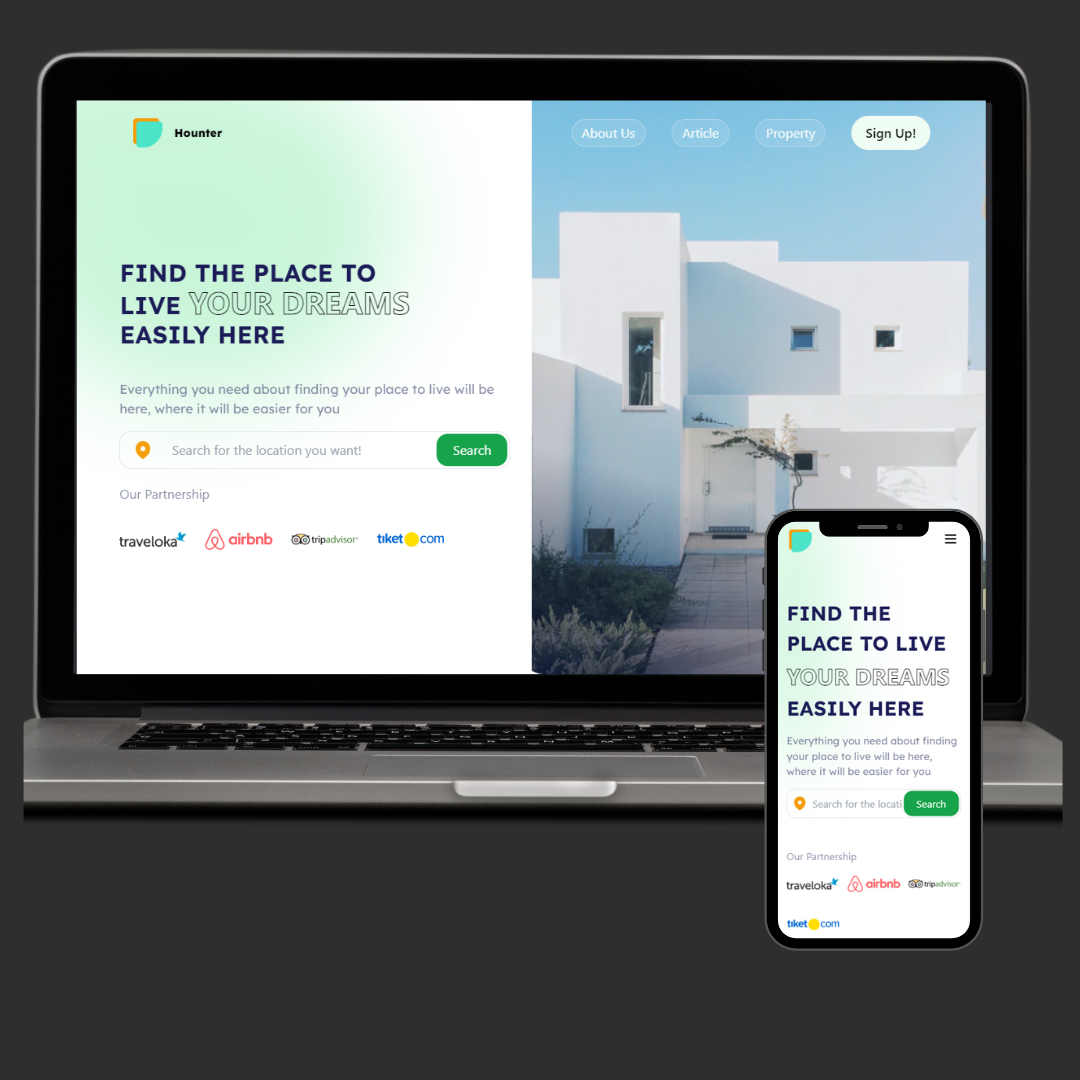 Hounter
About Us
Article
Property
Sign Up!
FIND THE PLACE TO
LIVE YOUR DREAMS
EASILY HERE
Everything you need about finding your place to live will be
here, where it will be easier for you
Search for the location you want!
Search
Our Partnership
traveloka
airbnb
tripadvisor
tiket.com
FIND THE
PLACE TO LIVE
YOUR DREAMS
EASILY HERE
Everything you need about finding
your place to live will be here,
where it will be easier for you
Search for the locati
Search
Our Partnership
traveloka
airbnb
tripadvisor
tiket.com